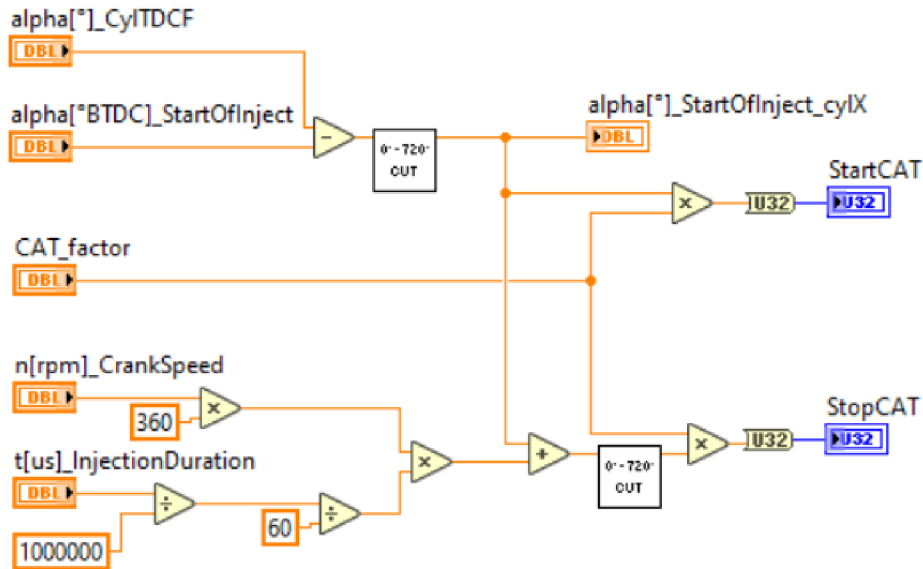 alpha[°]_CylTDCF
DBL
alpha[°BTDC]_StartOfInject
DBL
-
0°-720°
CUT
alpha[°]_StartOfInject_cylX
DBL
StartCAT
×
U32
U32
CAT_factor
DBL
n[rpm]_CrankSpeed
DBL
×
360
StopCAT
×
U32
U32
×
+
0°-720°
CUT
t[us]_InjectionDuration
DBL
÷
÷
60
1000000